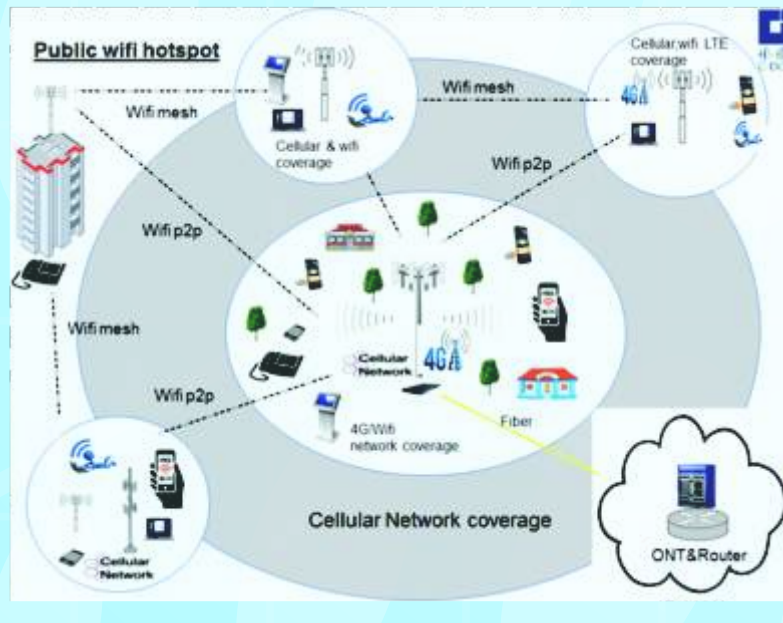 Public wifi hotspot
Cellular, wifi LTE
coverage
Wifi mesh
Wifi mesh
4G
Wifi mesh
Cellular & wifi
coverage
Wifi p2p
Wifi p2p
Wifi mesh
Cellular
Network
4G
Wifi p2p
4G/Wifi
network coverage
Fiber
Cellular Network coverage
ONT&Router
Cellular
Network